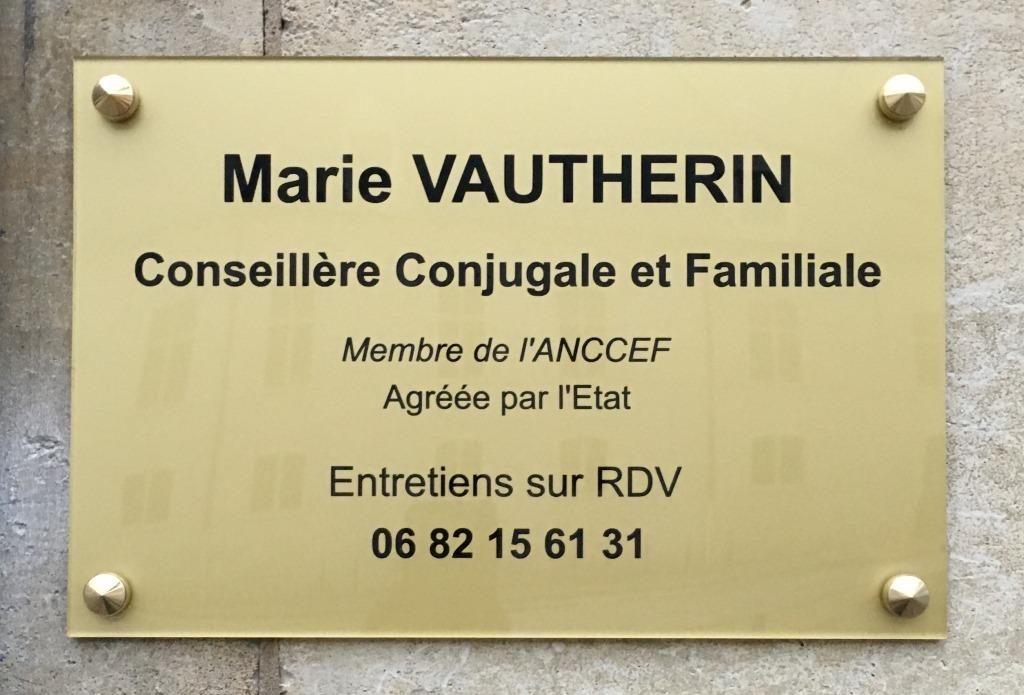 Marie VAUTHERIN
Conseillère Conjugale et Familiale
Membre de l'ANCCEF
Agréée par l'Etat
Entretiens sur RDV
06 82 15 61 31